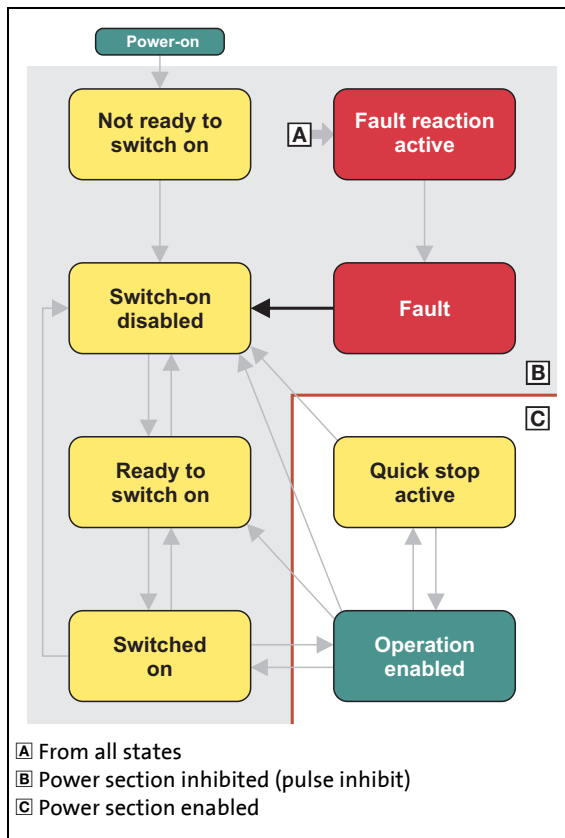 Power-on
Not ready to
switch on
A
Fault reaction
active
Switch-on
disabled
Fault
B
C
Ready to
switch on
Quick stop
active
Switched
on
Operation
enabled
A From all states
B Power section inhibited (pulse inhibit)
C Power section enabled